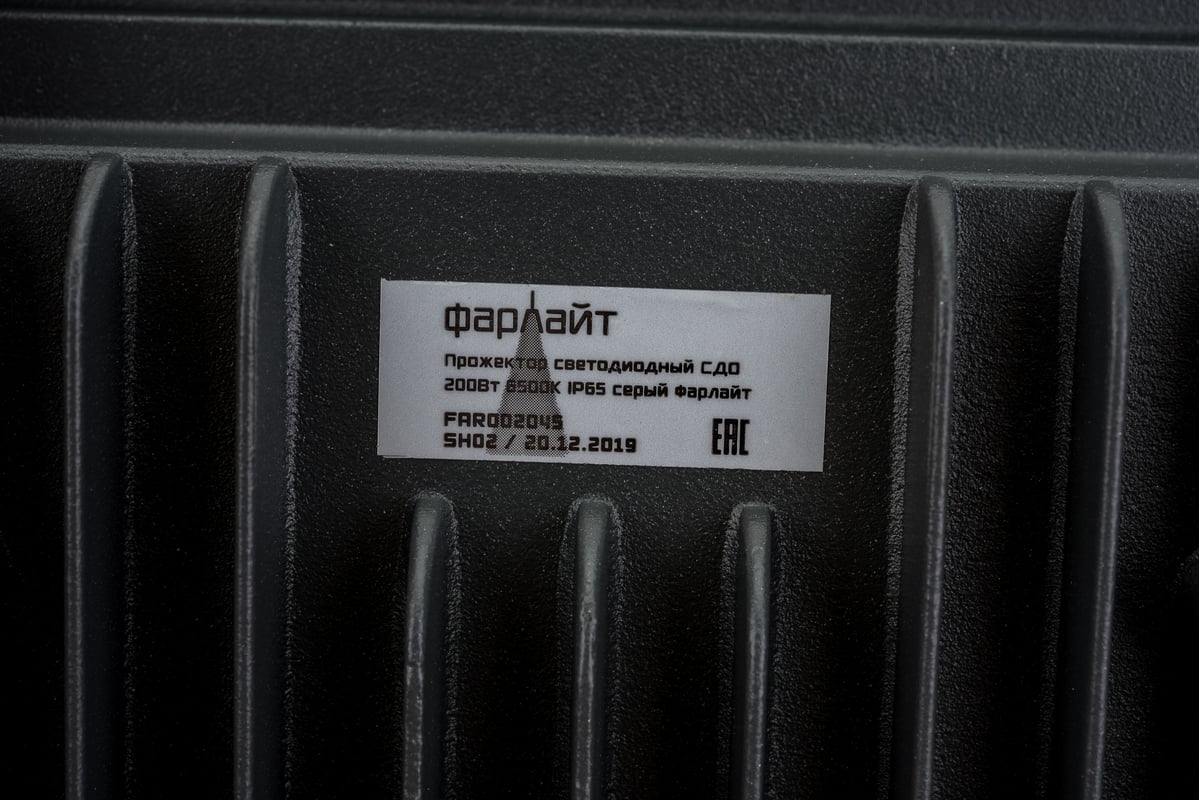 фарлайт
Прожектор светодиодный СДО
200Вт 6500К IP65 серый Фарлайт
FAR002045
SH02 / 20.12.2019
EAC